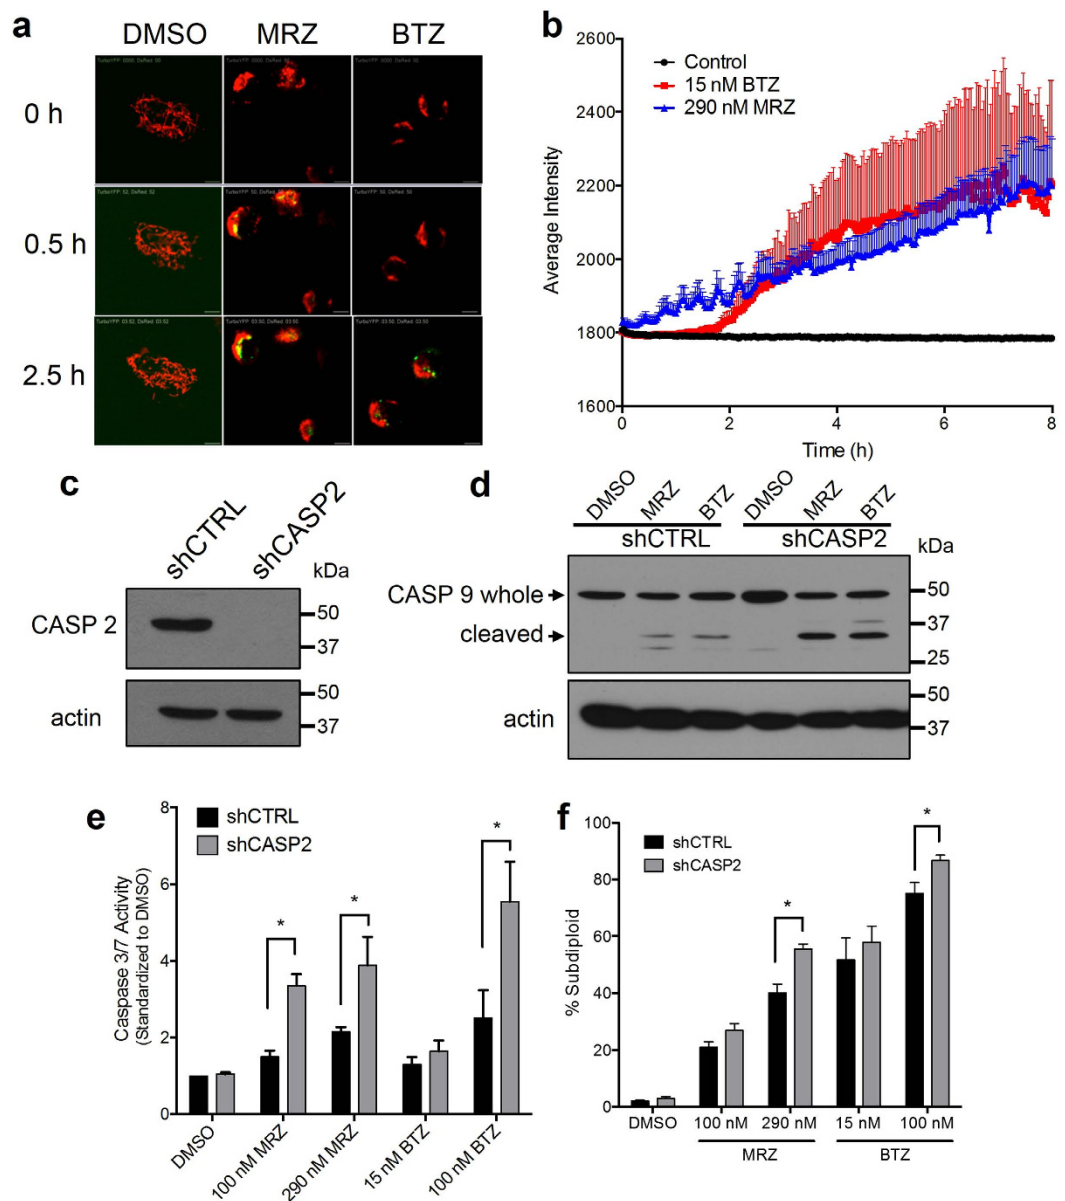 a
DMSO MRZ BTZ
0 h
0.5 h
2.5 h
b
2600
2400
2200
2000
1800
1600
Average Intensity
Control
15 nM BTZ
290 nM MRZ
0 2 4 6 8
Time (h)
c
shCTRL shCASP2
kDa
CASP 2
50
37
actin
50
37
d
DMSO MRZ BTZ DMSO MRZ BTZ
shCTRL shCASP2
kDa
CASP 9 whole
cleaved
50
37
25
actin
50
37
e
8
6
4
2
0
Caspase 3/7 Activity
(Standardized to DMSO)
shCTRL
shCASP2
* * *
DMSO 100 nM MRZ 290 nM MRZ 15 nM BTZ 100 nM BTZ
f
100
80
60
40
20
0
% Subdiploid
shCTRL
shCASP2
* *
DMSO 100 nM 290 nM 15 nM 100 nM
MRZ BTZ